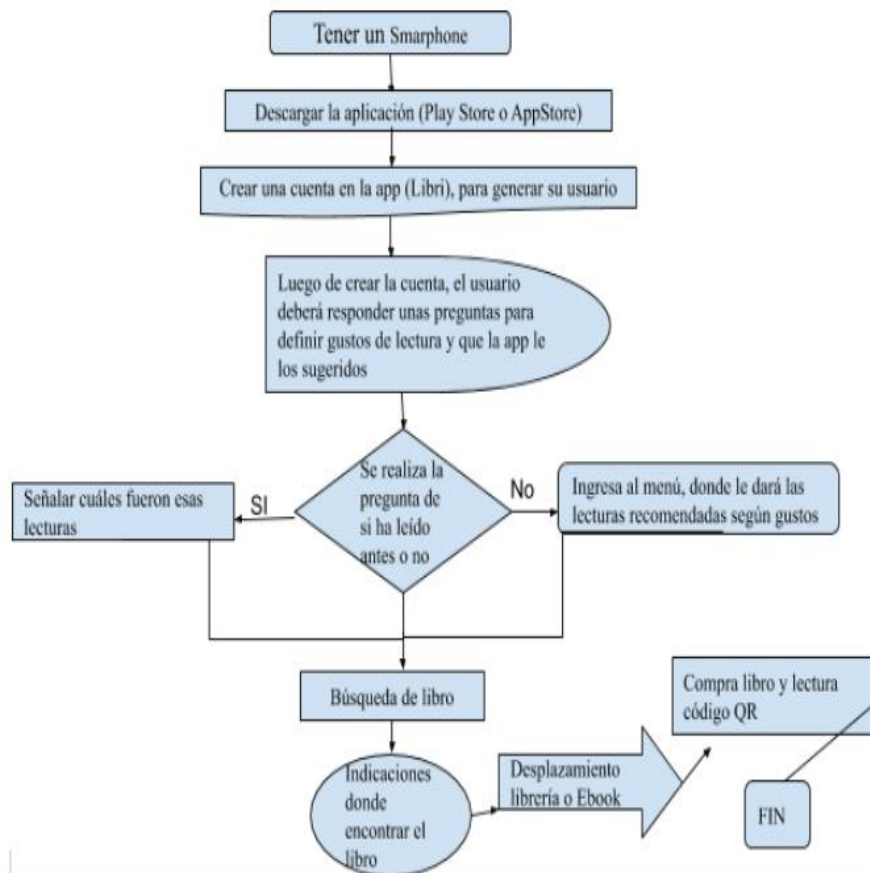 Tener un Smarphone
Descargar la aplicación (Play Store o AppStore)
Crear una cuenta en la app (Libri), para generar su usuario
Luego de crear la cuenta, el usuario
deberá responder unas preguntas para
definir gustos de lectura y que la app le
los sugeridos
Se realiza la
pregunta de
si ha leído
antes o no
SI
Señalar cuáles fueron esas
lecturas
No
Ingresa al menú, donde le dará las
lecturas recomendadas según gustos
Búsqueda de libro
Indicaciones
donde
encontrar el
libro
Desplazamiento
librería o Ebook
Compra libro y lectura
código QR
FIN